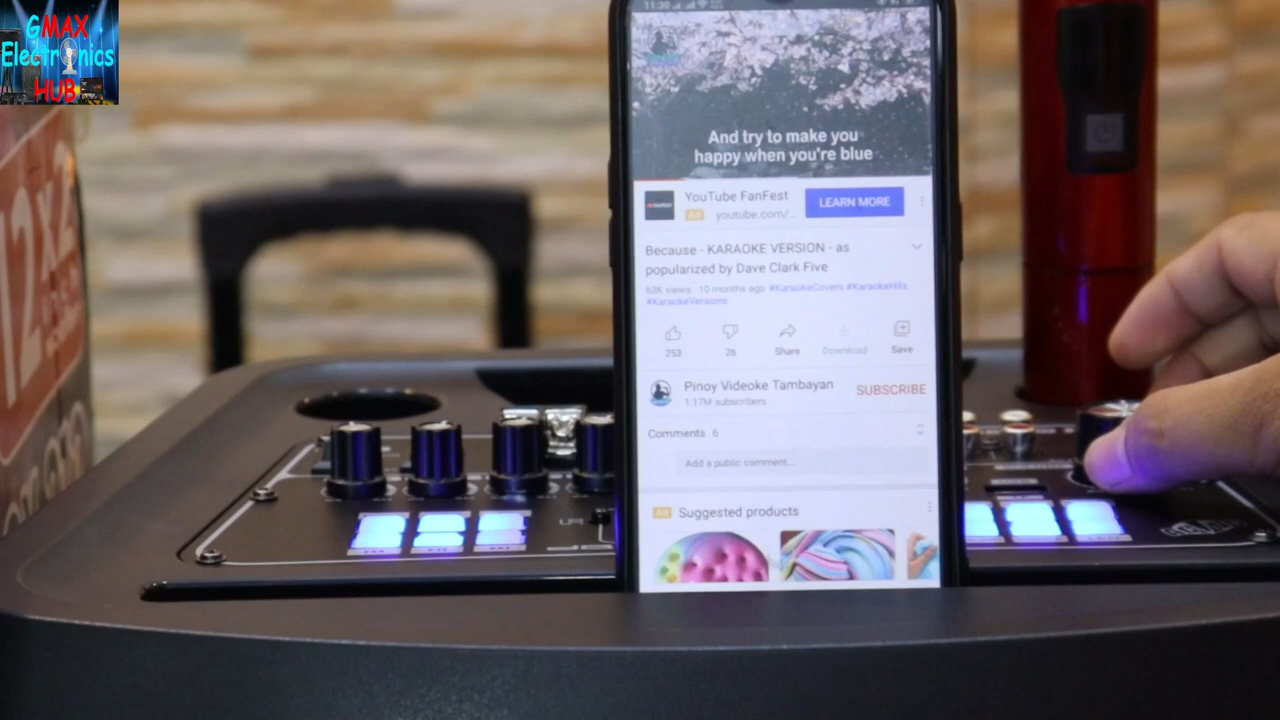 GMAX
Electronics
HUB
11:30
And try to make you
happy when you're blue
YouTube FanFest
LEARN MORE
Ad youtube.com/...
Because - KARAOKE VERSION - as
popularized by Dave Clark Five
63K views · 10 months ago #KaraokeCovers #KaraokeHits
#KaraokeVersions
253
26
Share
Download
Save
Pinoy Videoke Tambayan
1.17M subscribers
SUBSCRIBE
Comments 6
Add a public comment...
Ad Suggested products
12x2